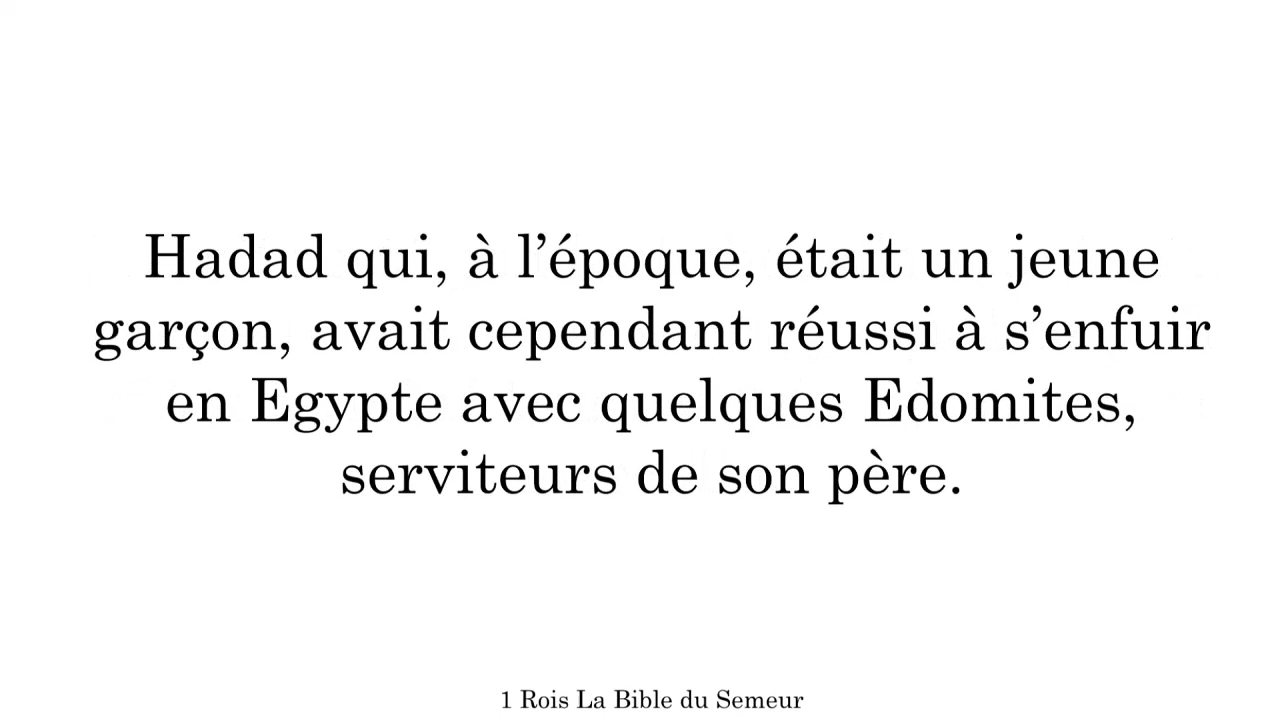 Hadad qui, à l’époque, était un jeune
garçon, avait cependant réussi à s’enfuir
en Egypte avec quelques Edomites,
serviteurs de son père.
1 Rois La Bible du Semeur